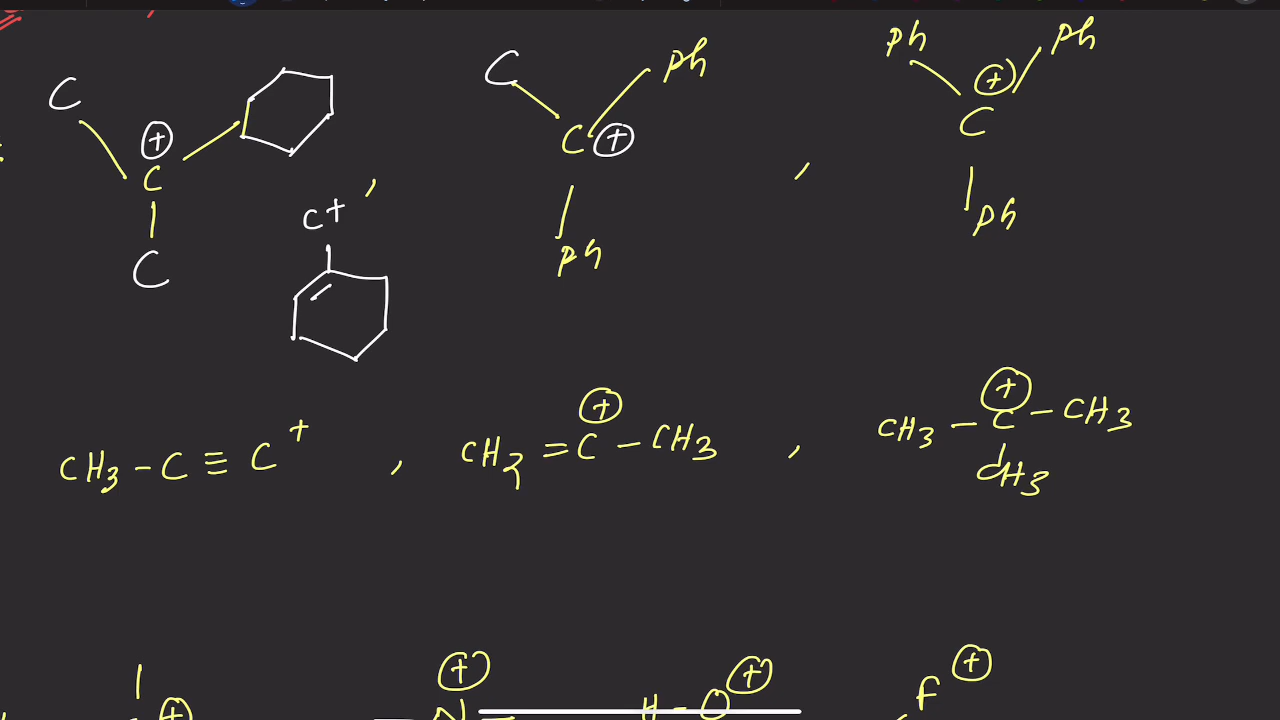 C C ⊕ C
C+
C C ⊕ Ph Ph ,
Ph Ph C ⊕ Ph
,
CH3 - C ≡ C+ , CH2 = C⊕ - CH3 , CH3 - C⊕ - CH3
CH3
⊕ N⊕ H - O⊕ F⊕